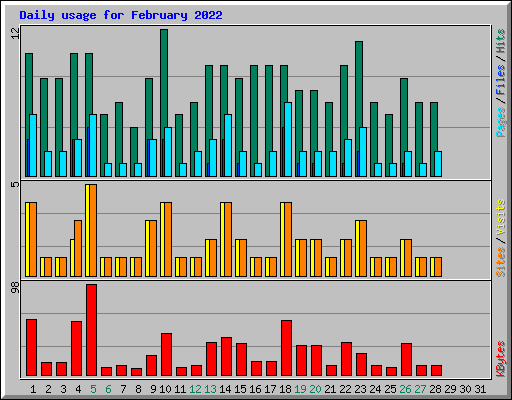 Daily usage for February 2022
12
5
98
Pages/Files/Hits
Sites/Visits
KBytes
1 2 3 4 5 6 7 8 9 10 11 12 13 14 15 16 17 18 19 20 21 22 23 24 25 26 27 28 29 30 31